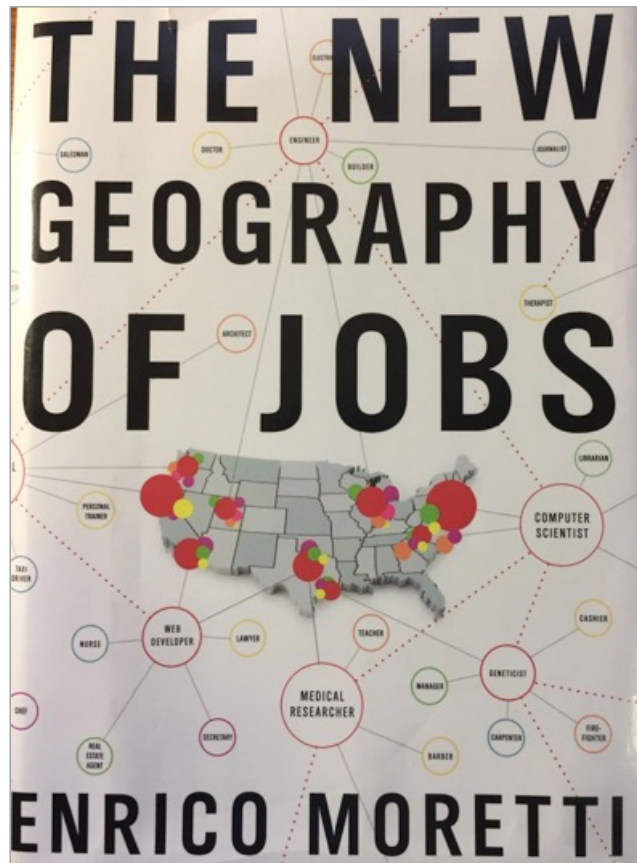 THE NEW
ENGINEER
SALESMAN
DOCTOR
JOURNALIST
BUILDER
GEOGRAPHY
THERAPIST
OF JOBS
ARCHITECT
LIBRARIAN
PERSONAL
TRAINER
COMPUTER
SCIENTIST
TAXI
DRIVER
WEB
DEVELOPER
NURSE
LAWYER
TEACHER
CASHIER
GENETICIST
MANAGER
MEDICAL
RESEARCHER
CHEF
SECRETARY
REAL
ESTATE
AGENT
CARPENTER
FIRE-
FIGHTER
BARBER
ENRICO MORETTI